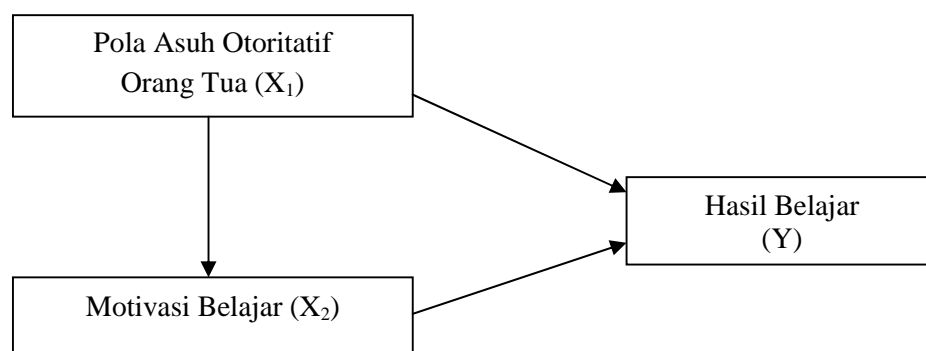 Pola Asuh Otoritatif
Orang Tua (X₁)
Hasil Belajar
(Y)
Motivasi Belajar (X₂)